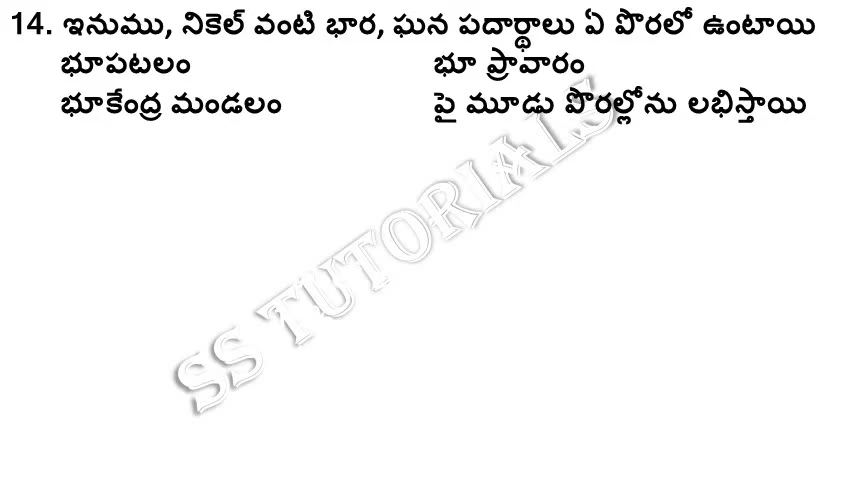 14. ఇనుము, నికెల్ వంటి భార, ఘన పదార్థాలు ఏ పొరలో ఉంటాయి
భూపటలం భూ ప్రావారం
భూకేంద్ర మండలం పై మూడు పొరల్లోను లభిస్తాయి
SS TUTORIALS